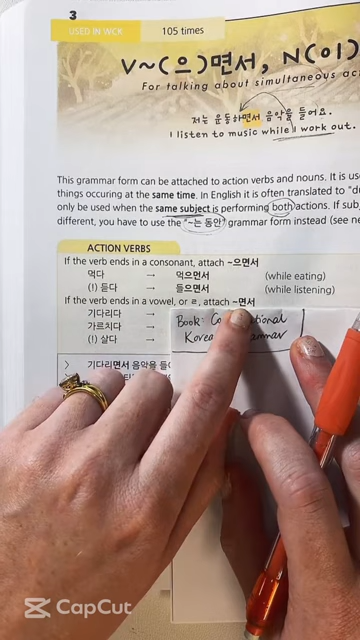 3
USED IN WCK 105 times
V~(으)면서, N(이)
For talking about simultaneous ac
저는 운동하면서 음악을 들어요.
I listen to music while I work out.
This grammar form can be attached to action verbs and nouns. It is use
things occuring at the same time. In English it is often translated to "d
only be used when the same subject is performing both actions. If sub
different, you have to use the "~는 동안" grammar form instead (see ne
ACTION VERBS
If the verb ends in a consonant, attach ~으면서
먹다 → 먹으면서 (while eating)
(!) 듣다 → 들으면서 (while listening)
If the verb ends in a vowel, or ㄹ, attach ~면서
기다리다 →
Book:
가르치다 →
Korea
(!) 살다 →
> 기다리면서 음악을 들
CapCut